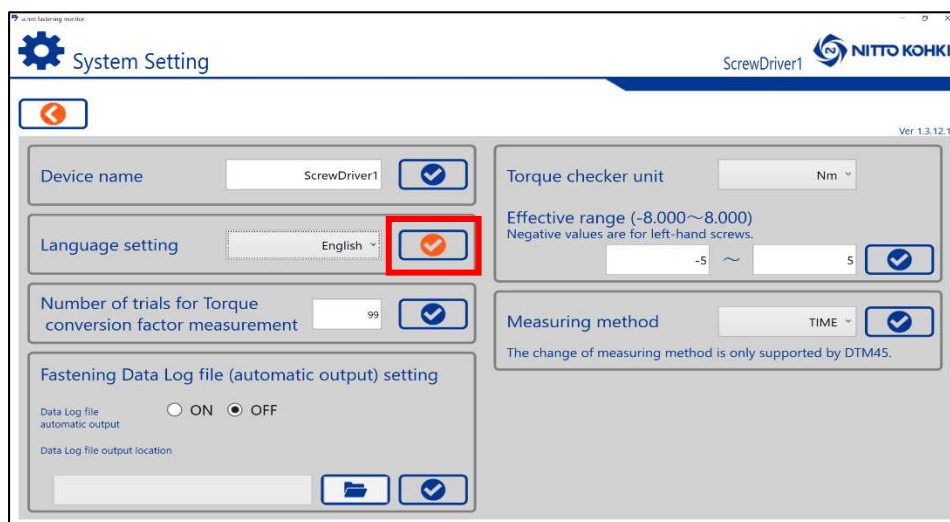 screw fastening monitor
System Setting
ScrewDriver1
NITTO KOHKI
Ver 1.3.12.1
Device name
ScrewDriver1
Language setting
English
Number of trials for Torque
conversion factor measurement
99
Fastening Data Log file (automatic output) setting
Data Log file
automatic output
ON
OFF
Data Log file output location
Torque checker unit
Nm
Effective range (-8.000～8.000)
Negative values are for left-hand screws.
-5 ～ 5
Measuring method
TIME
The change of measuring method is only supported by DTM45.